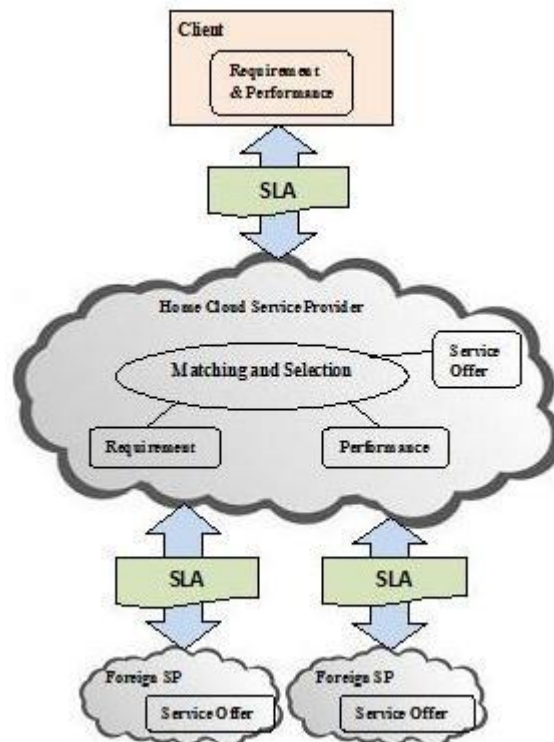 Client
Requirement
& Performance
SLA
Home Cloud Service Provider
Matching and Selection
Service
Offer
Requirement
Performance
SLA
SLA
Foreign SP
Foreign SP
Service Offer
Service Offer